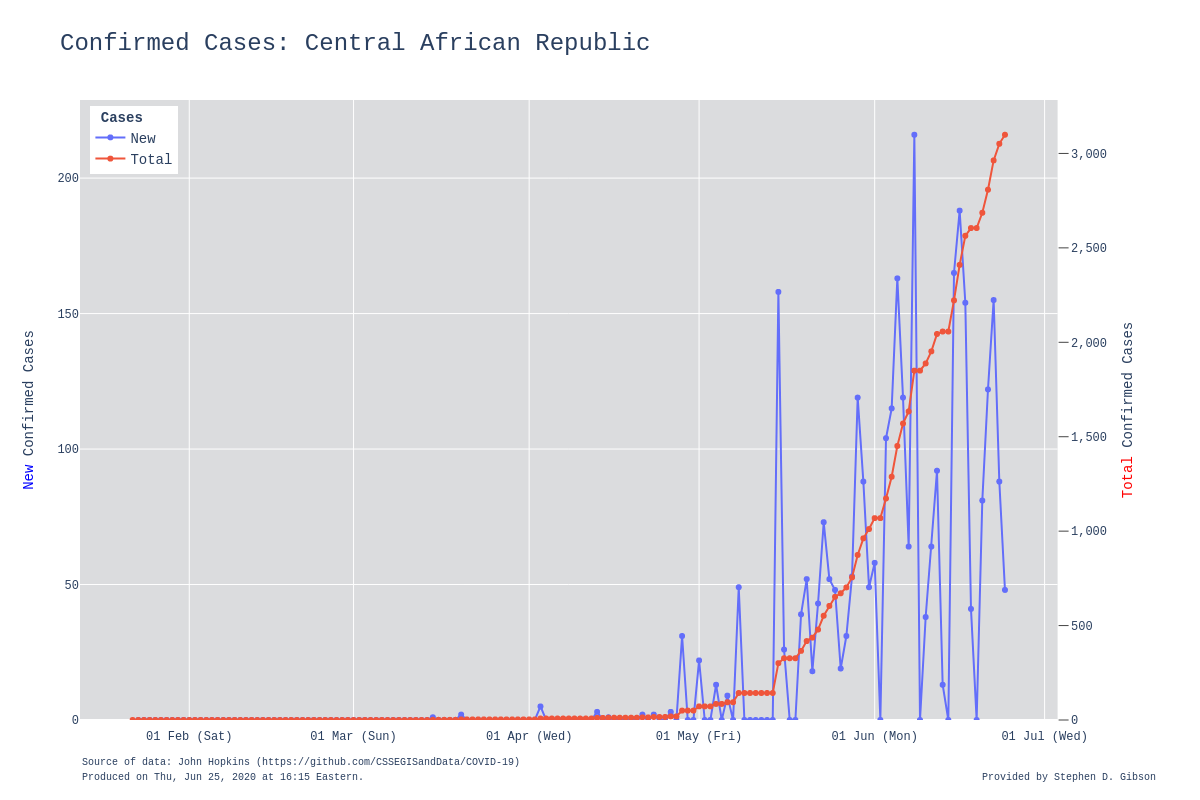 Confirmed Cases: Central African Republic
Cases
New
Total
200
150
100
50
0
3,000
2,500
2,000
1,500
1,000
500
0
New Confirmed Cases
Total Confirmed Cases
01 Feb (Sat)
01 Mar (Sun)
01 Apr (Wed)
01 May (Fri)
01 Jun (Mon)
01 Jul (Wed)
Source of data: John Hopkins (https://github.com/CSSEGISandData/COVID-19)
Produced on Thu, Jun 25, 2020 at 16:15 Eastern.
Provided by Stephen D. Gibson